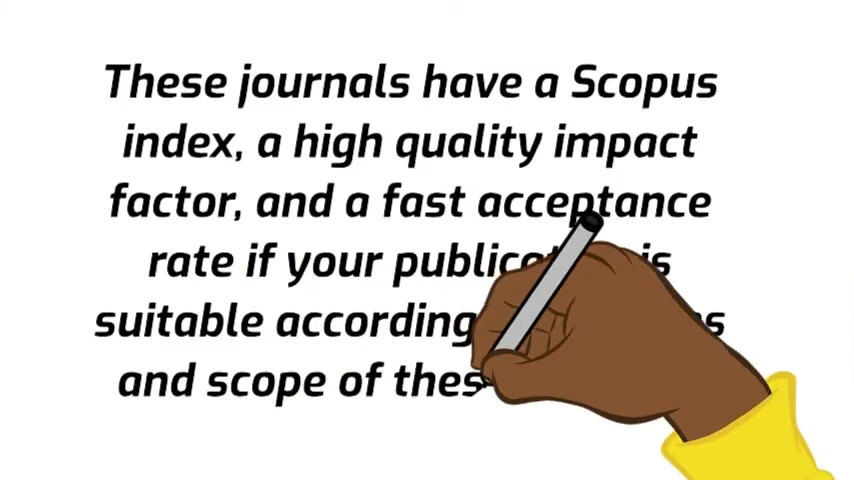 These journals have a Scopus
index, a high quality impact
factor, and a fast acceptance
rate if your is
suitable according
and scope of